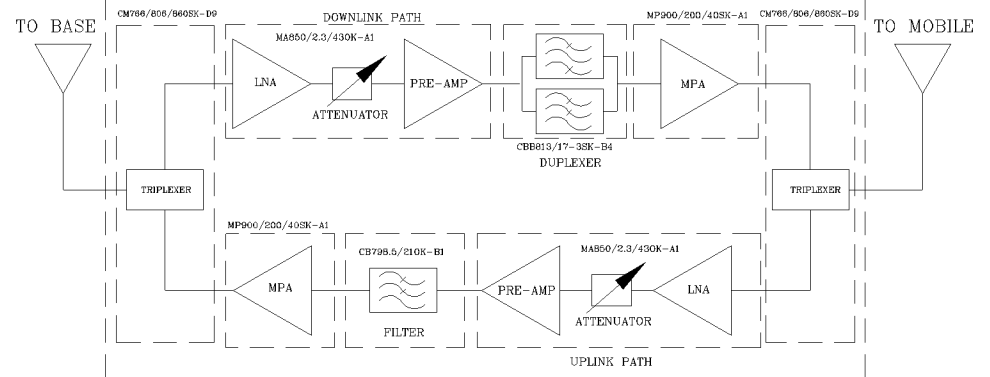 CM766/806/860SK-D9
DOWNLINK PATH
MP900/200/40SK-A1
CM766/806/860SK-D9
TO BASE
TO MOBILE
MA850/2.3/430K-A1
LNA
ATTENUATOR
PRE-AMP
MPA
CBB813/17-3SK-B4
DUPLEXER
TRIPLEXER
TRIPLEXER
MP900/200/40SK-A1
CB798.5/210K-B1
MA850/2.3/430K-A1
MPA
FILTER
PRE-AMP
ATTENUATOR
LNA
UPLINK PATH